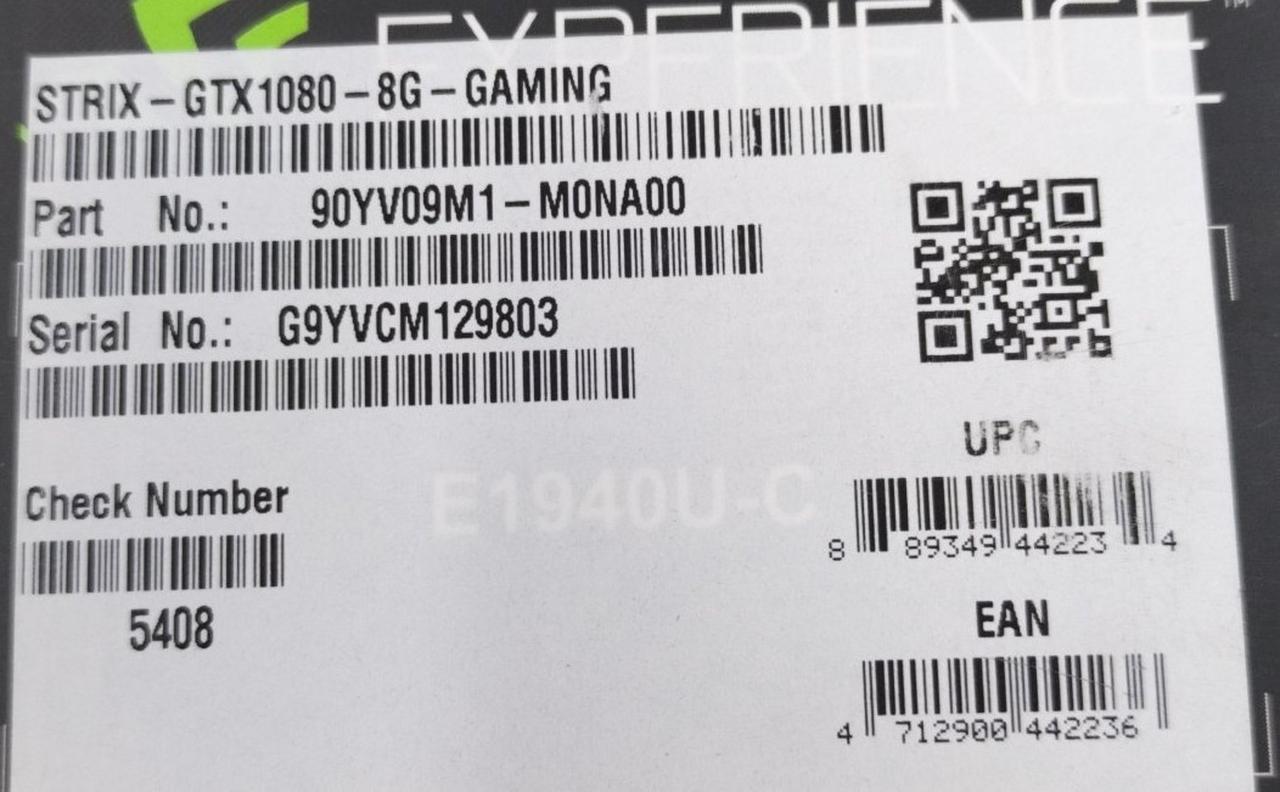 EXPERIENCE™
STRIX-GTX1080-8G-GAMING
Part No.: 90YV09M1-M0NA00
Serial No.: G9YVCM129803
UPC
E1940U-C
Check Number
8 89349 44223 4
5408
EAN
4 712900 442236